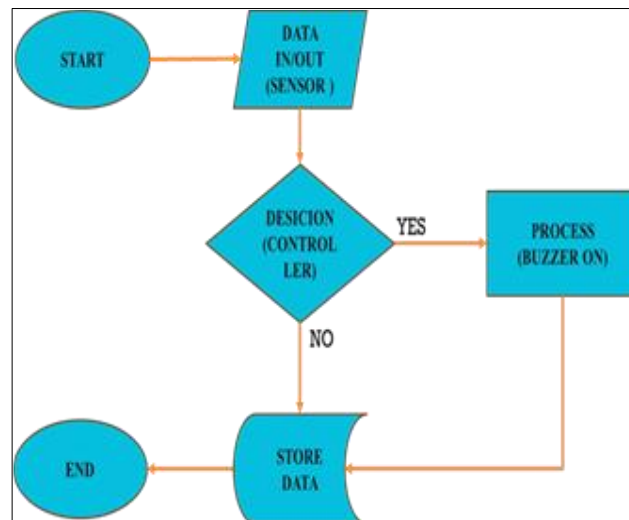 START
DATA
IN/OUT
(SENSOR )
DESICION
(CONTROL
LER)
YES
PROCESS
(BUZZER ON)
NO
STORE
DATA
END